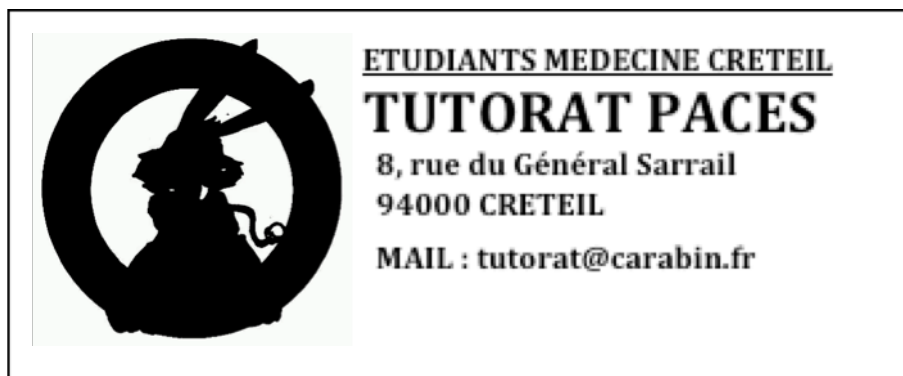 ETUDIANTS MEDECINE CRETEIL
TUTORAT PACES
8, rue du Général Sarrail
94000 CRETEIL
MAIL : tutorat@carabin.fr